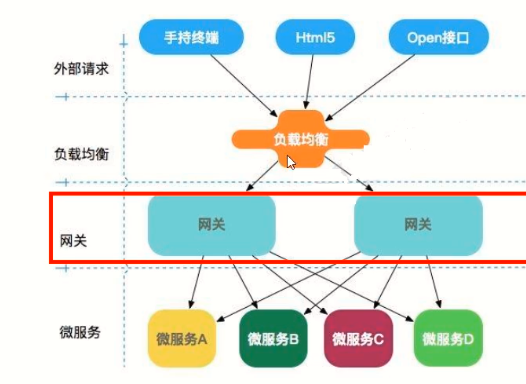 手持终端
Html5
Open接口
外部请求
负载均衡
负载均衡
网关
网关
网关
微服务
微服务A
微服务B
微服务C
微服务D